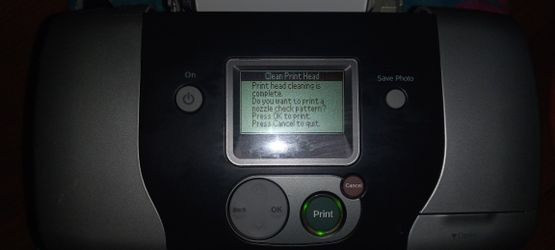 Clean Print Head
On
Print head cleaning is
complete.
Save Photo
Do you want to print a
nozzle check pattern?
Press OK to print.
Press Cancel to quit.
Cancel
Back
OK
Print